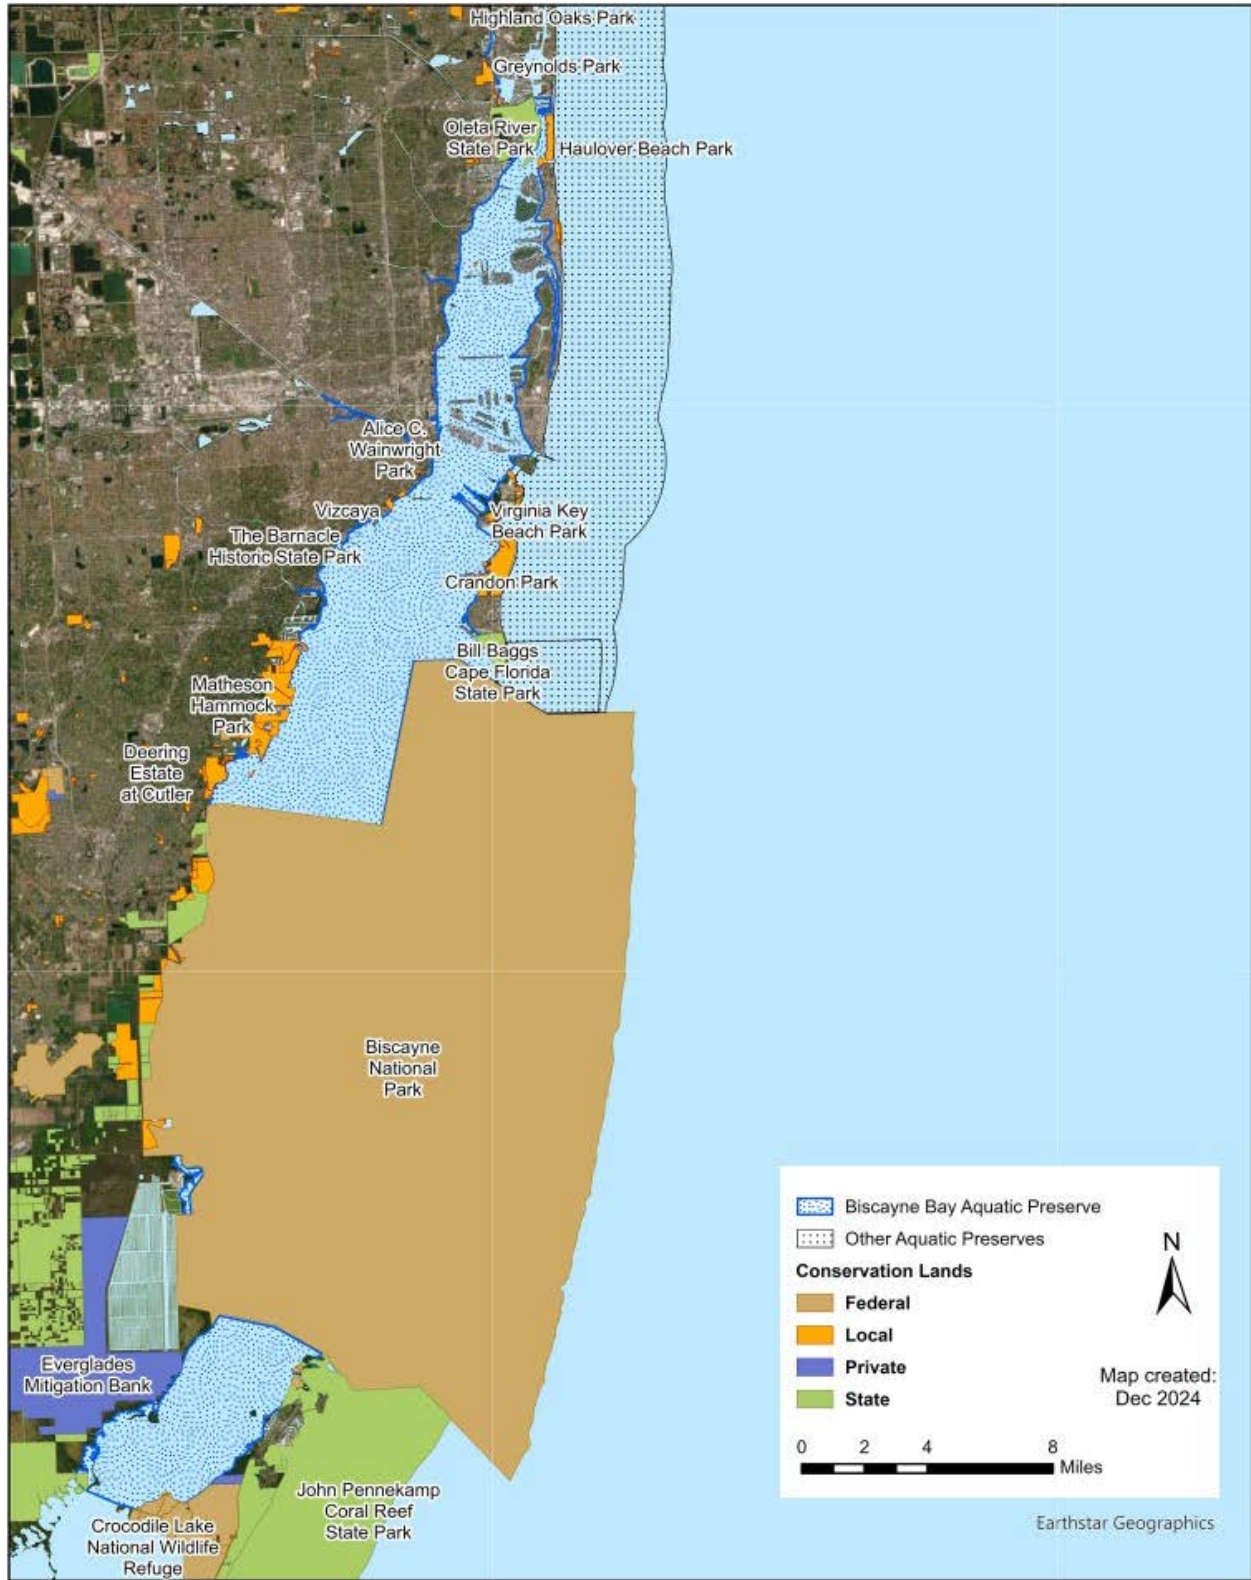 Highland Oaks Park
Greynolds Park
Oleta River
State Park
Haulover Beach Park
Alice C.
Wainwright
Park
Vizcaya
Virginia Key
Beach Park
The Barnacle
Historic State Park
Crandon Park
Bill Baggs
Cape Florida
State Park
Matheson
Hammock
Park
Deering
Estate
at Cutler
Biscayne
National
Park
Everglades
Mitigation Bank
John Pennekamp
Coral Reef
State Park
Crocodile Lake
National Wildlife
Refuge
Biscayne Bay Aquatic Preserve
Other Aquatic Preserves
Conservation Lands
Federal
Local
Private
State
N
Map created:
Dec 2024
0 2 4 8
Miles
Earthstar Geographics